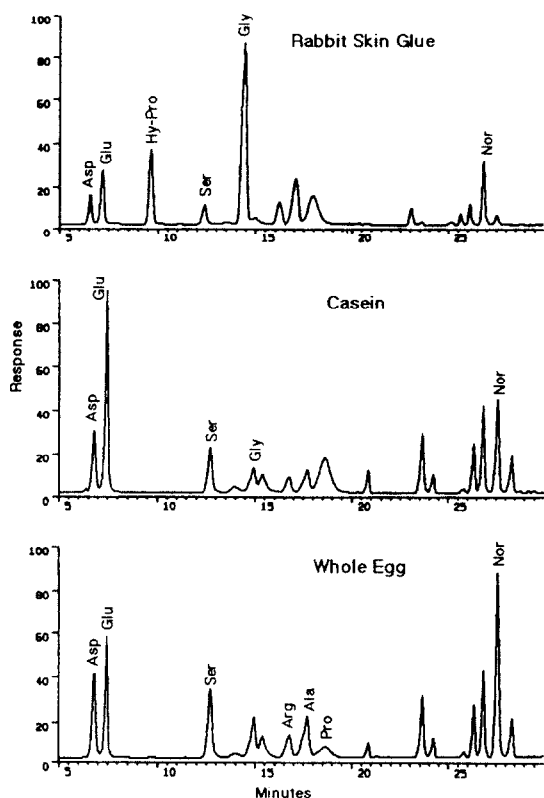 Rabbit Skin Glue
100
80
60
40
20
0
Asp
Glu
Hy-Pro
Ser
Gly
Nor
5 10 15 20 25
Casein
100
80
60
40
20
0
Asp
Glu
Ser
Gly
Nor
5 10 15 20 25
Response
Whole Egg
100
80
60
40
20
0
Asp
Glu
Ser
Arg
Ala
Pro
Nor
5 10 15 20 25
Minutes